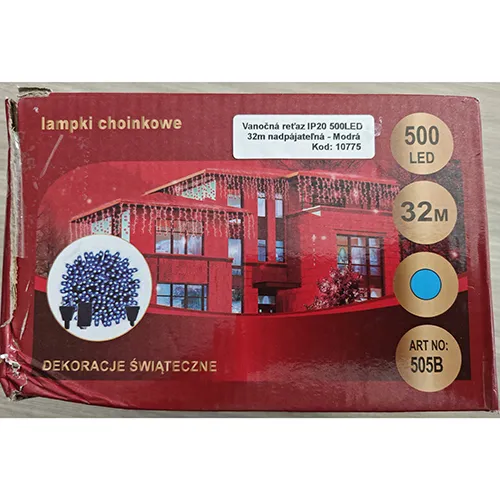 lampki choinkowe
Vanočná reťaz IP20 500LED
32m nadpájateľná - Modrá
Kod: 10775
500
LED
32M
ART NO:
505B
DEKORACJE ŚWIĄTECZNE